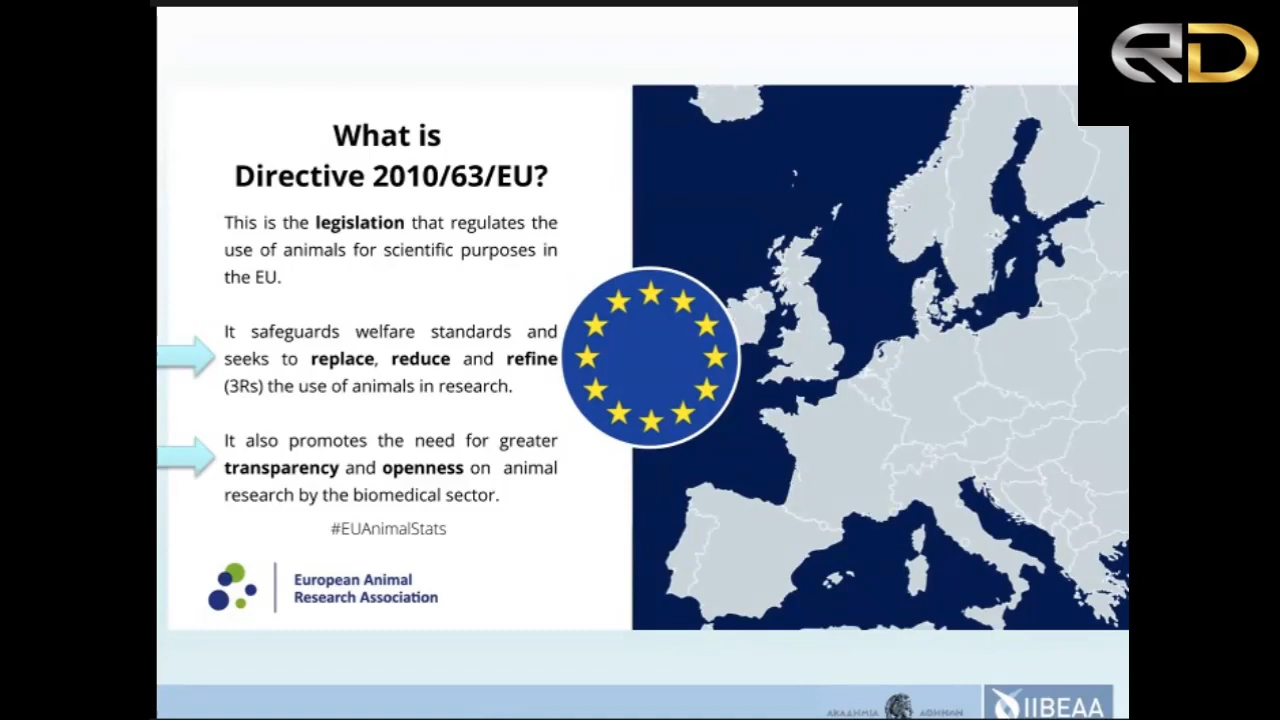 RD
What is
Directive 2010/63/EU?
This is the legislation that regulates the
use of animals for scientific purposes in
the EU.
It safeguards welfare standards and
seeks to replace, reduce and refine
(3Rs) the use of animals in research.
It also promotes the need for greater
transparency and openness on animal
research by the biomedical sector.
#EUAnimalStats
European Animal
Research Association
ΑΚΑΔΗΜΙΑ ΑΘΗΝΩΝ
IIBEAA